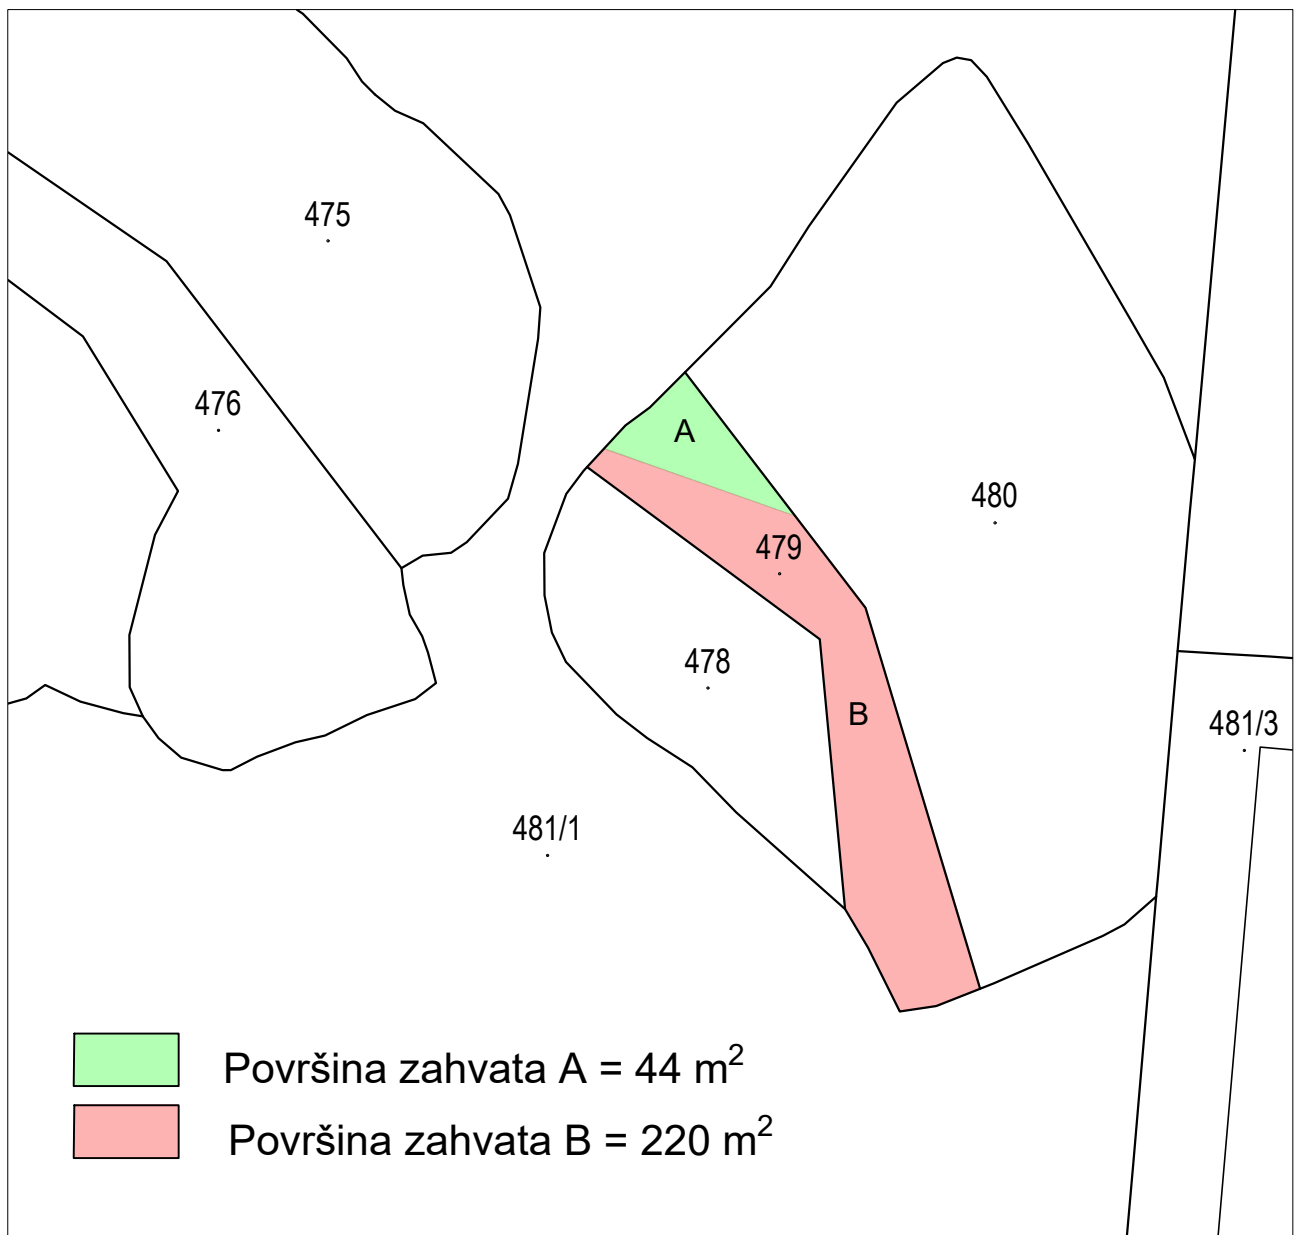 475
476
A
480
479
478
B
481/3
481/1
Površina zahvata A = 44 m²
Površina zahvata B = 220 m²